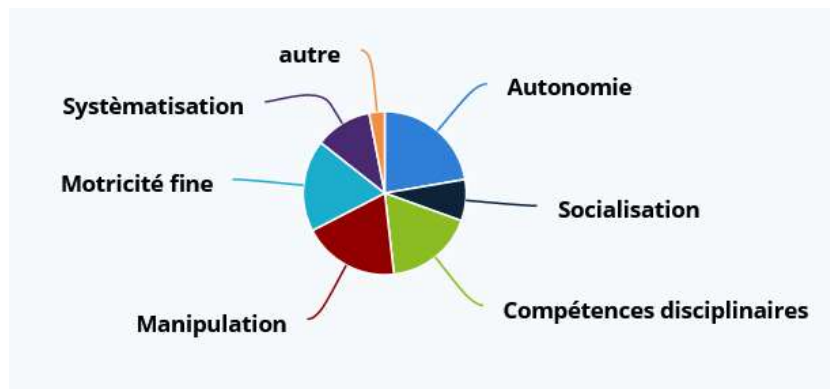 autre
Autonomie
Systèmatisation
Motricité fine
Socialisation
Compétences disciplinaires
Manipulation